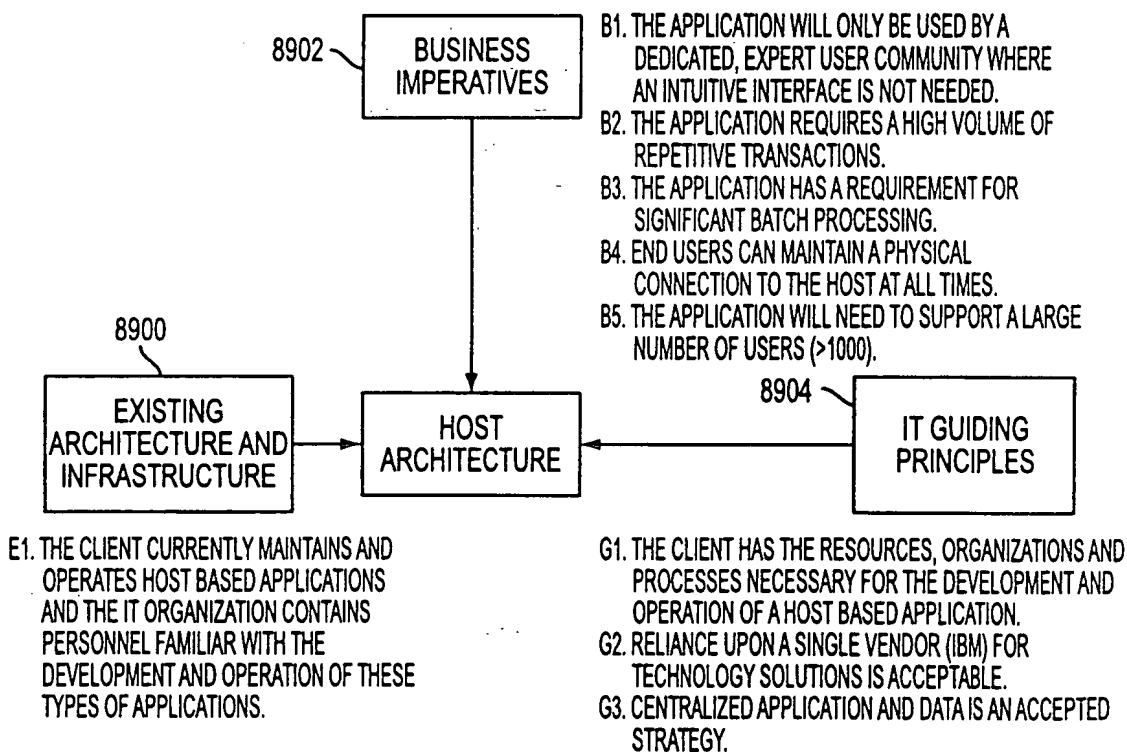 8902
BUSINESS
IMPERATIVES
B1. THE APPLICATION WILL ONLY BE USED BY A
DEDICATED, EXPERT USER COMMUNITY WHERE
AN INTUITIVE INTERFACE IS NOT NEEDED.
B2. THE APPLICATION REQUIRES A HIGH VOLUME OF
REPETITIVE TRANSACTIONS.
B3. THE APPLICATION HAS A REQUIREMENT FOR
SIGNIFICANT BATCH PROCESSING.
B4. END USERS CAN MAINTAIN A PHYSICAL
CONNECTION TO THE HOST AT ALL TIMES.
B5. THE APPLICATION WILL NEED TO SUPPORT A LARGE
NUMBER OF USERS (>1000).
8900
EXISTING
ARCHITECTURE AND
INFRASTRUCTURE
HOST
ARCHITECTURE
8904
IT GUIDING
PRINCIPLES
E1. THE CLIENT CURRENTLY MAINTAINS AND
OPERATES HOST BASED APPLICATIONS
AND THE IT ORGANIZATION CONTAINS
PERSONNEL FAMILIAR WITH THE
DEVELOPMENT AND OPERATION OF THESE
TYPES OF APPLICATIONS.
G1. THE CLIENT HAS THE RESOURCES, ORGANIZATIONS AND
PROCESSES NECESSARY FOR THE DEVELOPMENT AND
OPERATION OF A HOST BASED APPLICATION.
G2. RELIANCE UPON A SINGLE VENDOR (IBM) FOR
TECHNOLOGY SOLUTIONS IS ACCEPTABLE.
G3. CENTRALIZED APPLICATION AND DATA IS AN ACCEPTED
STRATEGY.